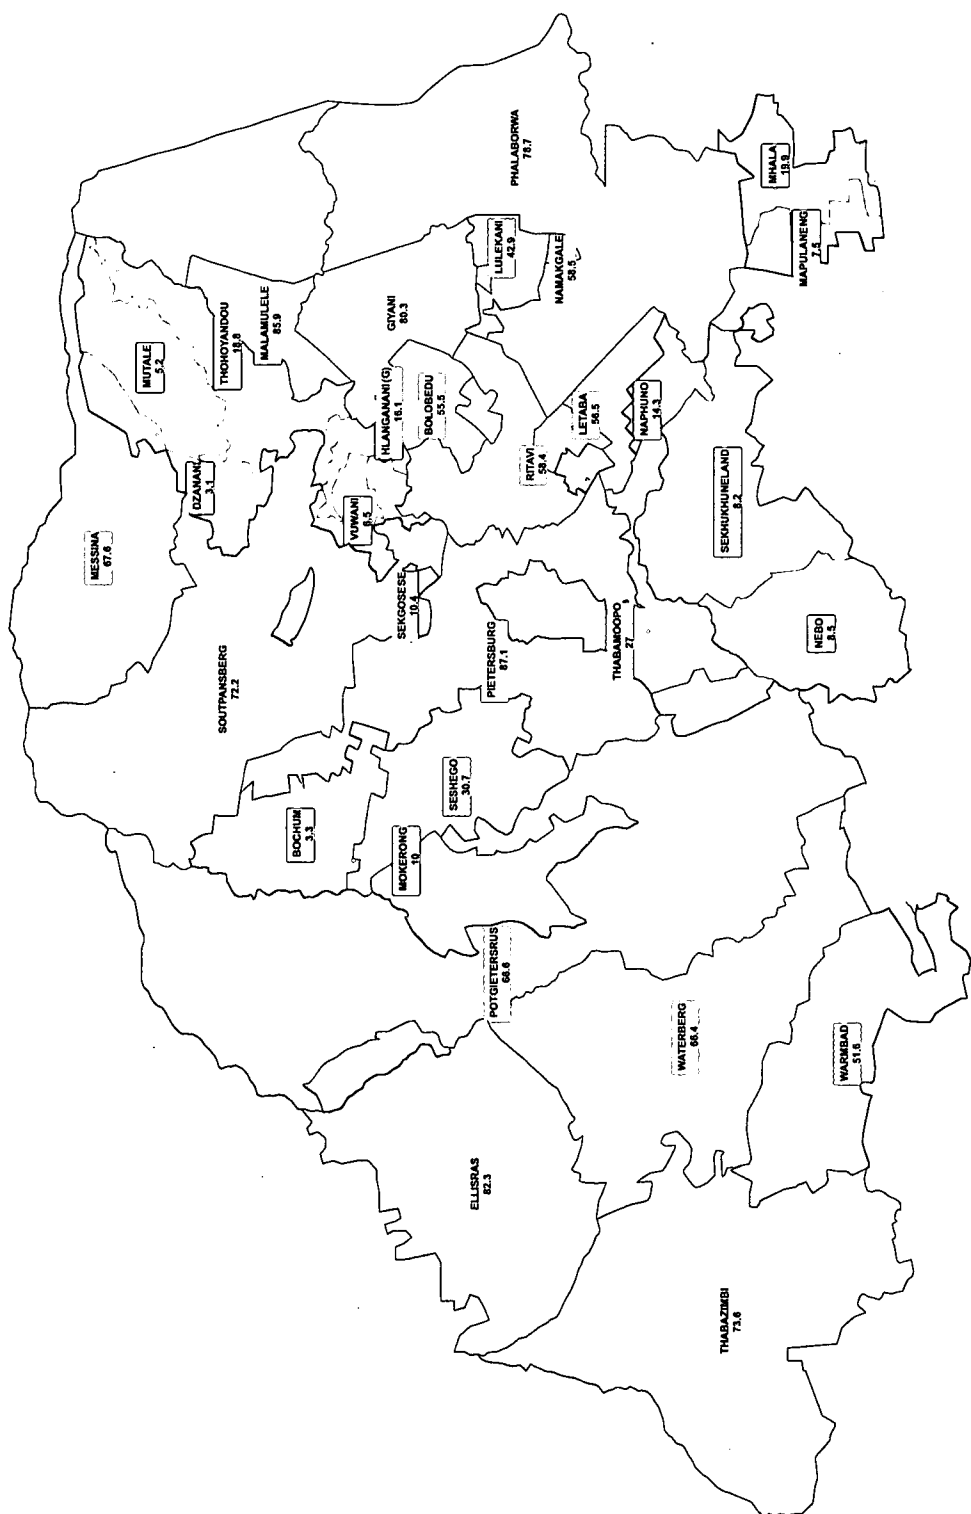 MESSINA
67.6
MUTALE
5.2
DZANANI
3.1
SOUTPANSBERG
72.2
THOHOYANDOU
18.8
MALAMULELE
85.9
BOCHUM
3.3
VUWANI
6.5
HLANGANANI (G)
16.1
GIYANI
80.3
MOKERONG
10
SEKGOSESE
10.4
BOLOBEDU
55.5
SESHEGO
30.7
ELLISRAS
82.3
POTGIETERSRUS
66.6
PIETERSBURG
87.1
LULEKANI
42.9
PHALABORWA
78.7
RITAVI
58.4
NAMAKGALE
58.5
LETABA
56.5
THABAMOOPO
27
NAPHUNO
14.3
WATERBERG
66.4
THABAZIMBI
73.6
SEKHUKHUNELAND
8.2
MHALA
19.9
MAPULANENG
7.5
NEBO
8.5
WARMBAD
51.6